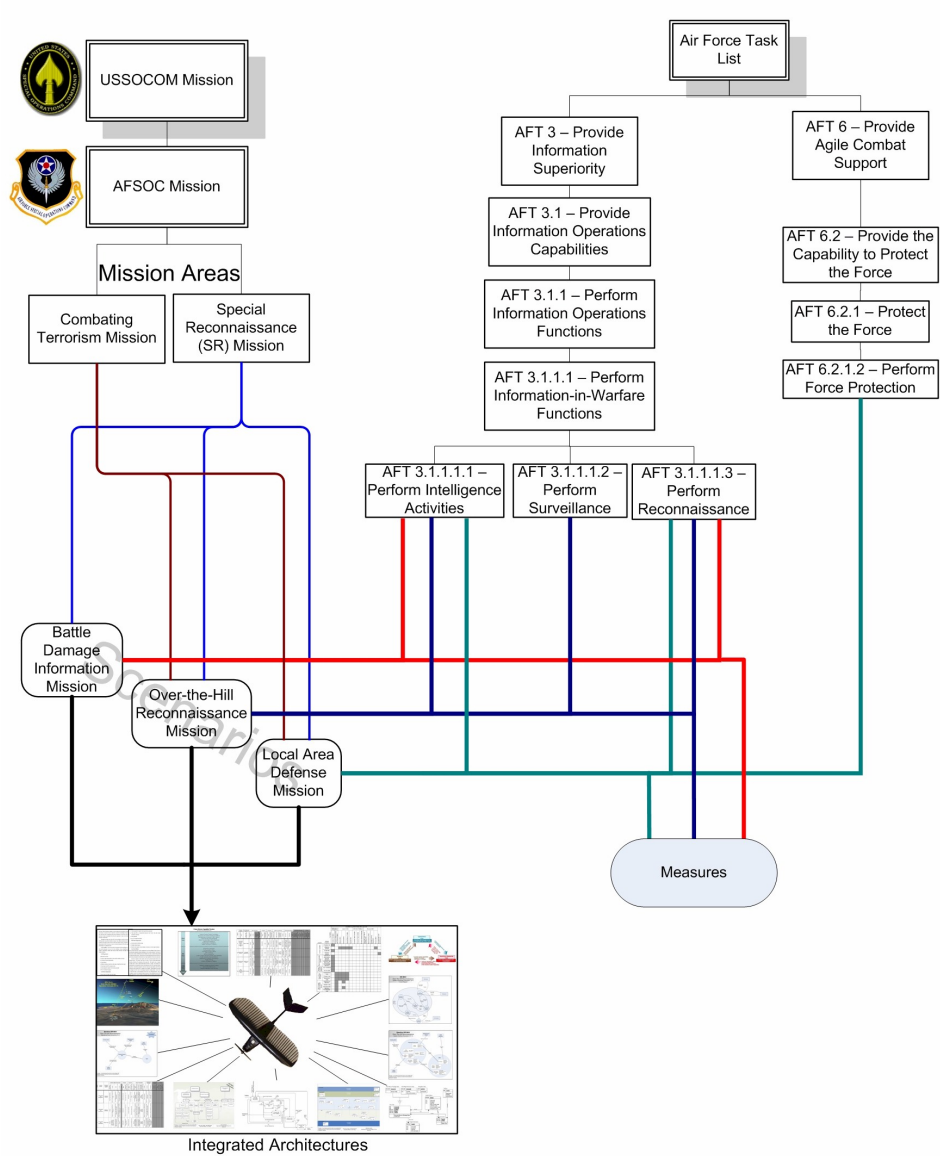 UNITED STATES
SPECIAL OPERATIONS COMMAND
USSOCOM Mission
AFSOC Mission
Mission Areas
Combating
Terrorism Mission
Special
Reconnaissance
(SR) Mission
Air Force Task
List
AFT 3 – Provide
Information
Superiority
AFT 3.1 – Provide
Information Operations
Capabilities
AFT 3.1.1 – Perform
Information Operations
Functions
AFT 3.1.1.1 – Perform
Information-in-Warfare
Functions
AFT 3.1.1.1.1 –
Perform Intelligence
Activities
AFT 3.1.1.1.2 –
Perform
Surveillance
AFT 3.1.1.1.3 –
Perform
Reconnaissance
AFT 6 – Provide
Agile Combat
Support
AFT 6.2 – Provide the
Capability to Protect
the Force
AFT 6.2.1 – Protect
the Force
AFT 6.2.1.2 – Perform
Force Protection
Scenarios
Battle
Damage
Information
Mission
Over-the-Hill
Reconnaissance
Mission
Local Area
Defense
Mission
Measures
Integrated Architectures